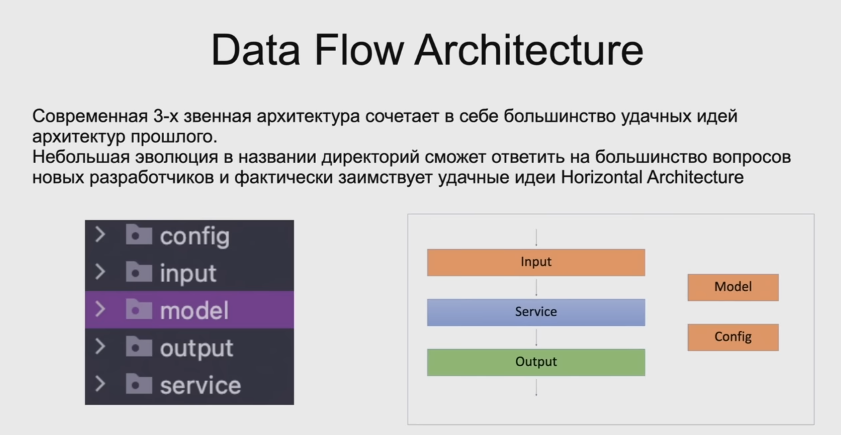 Data Flow Architecture
Современная 3-х звенная архитектура сочетает в себе большинство удачных идей
архитектур прошлого.
Небольшая эволюция в названии директорий сможет ответить на большинство вопросов
новых разработчиков и фактически заимствует удачные идеи Horizontal Architecture
config
input
model
output
service
Input
Service
Output
Model
Config